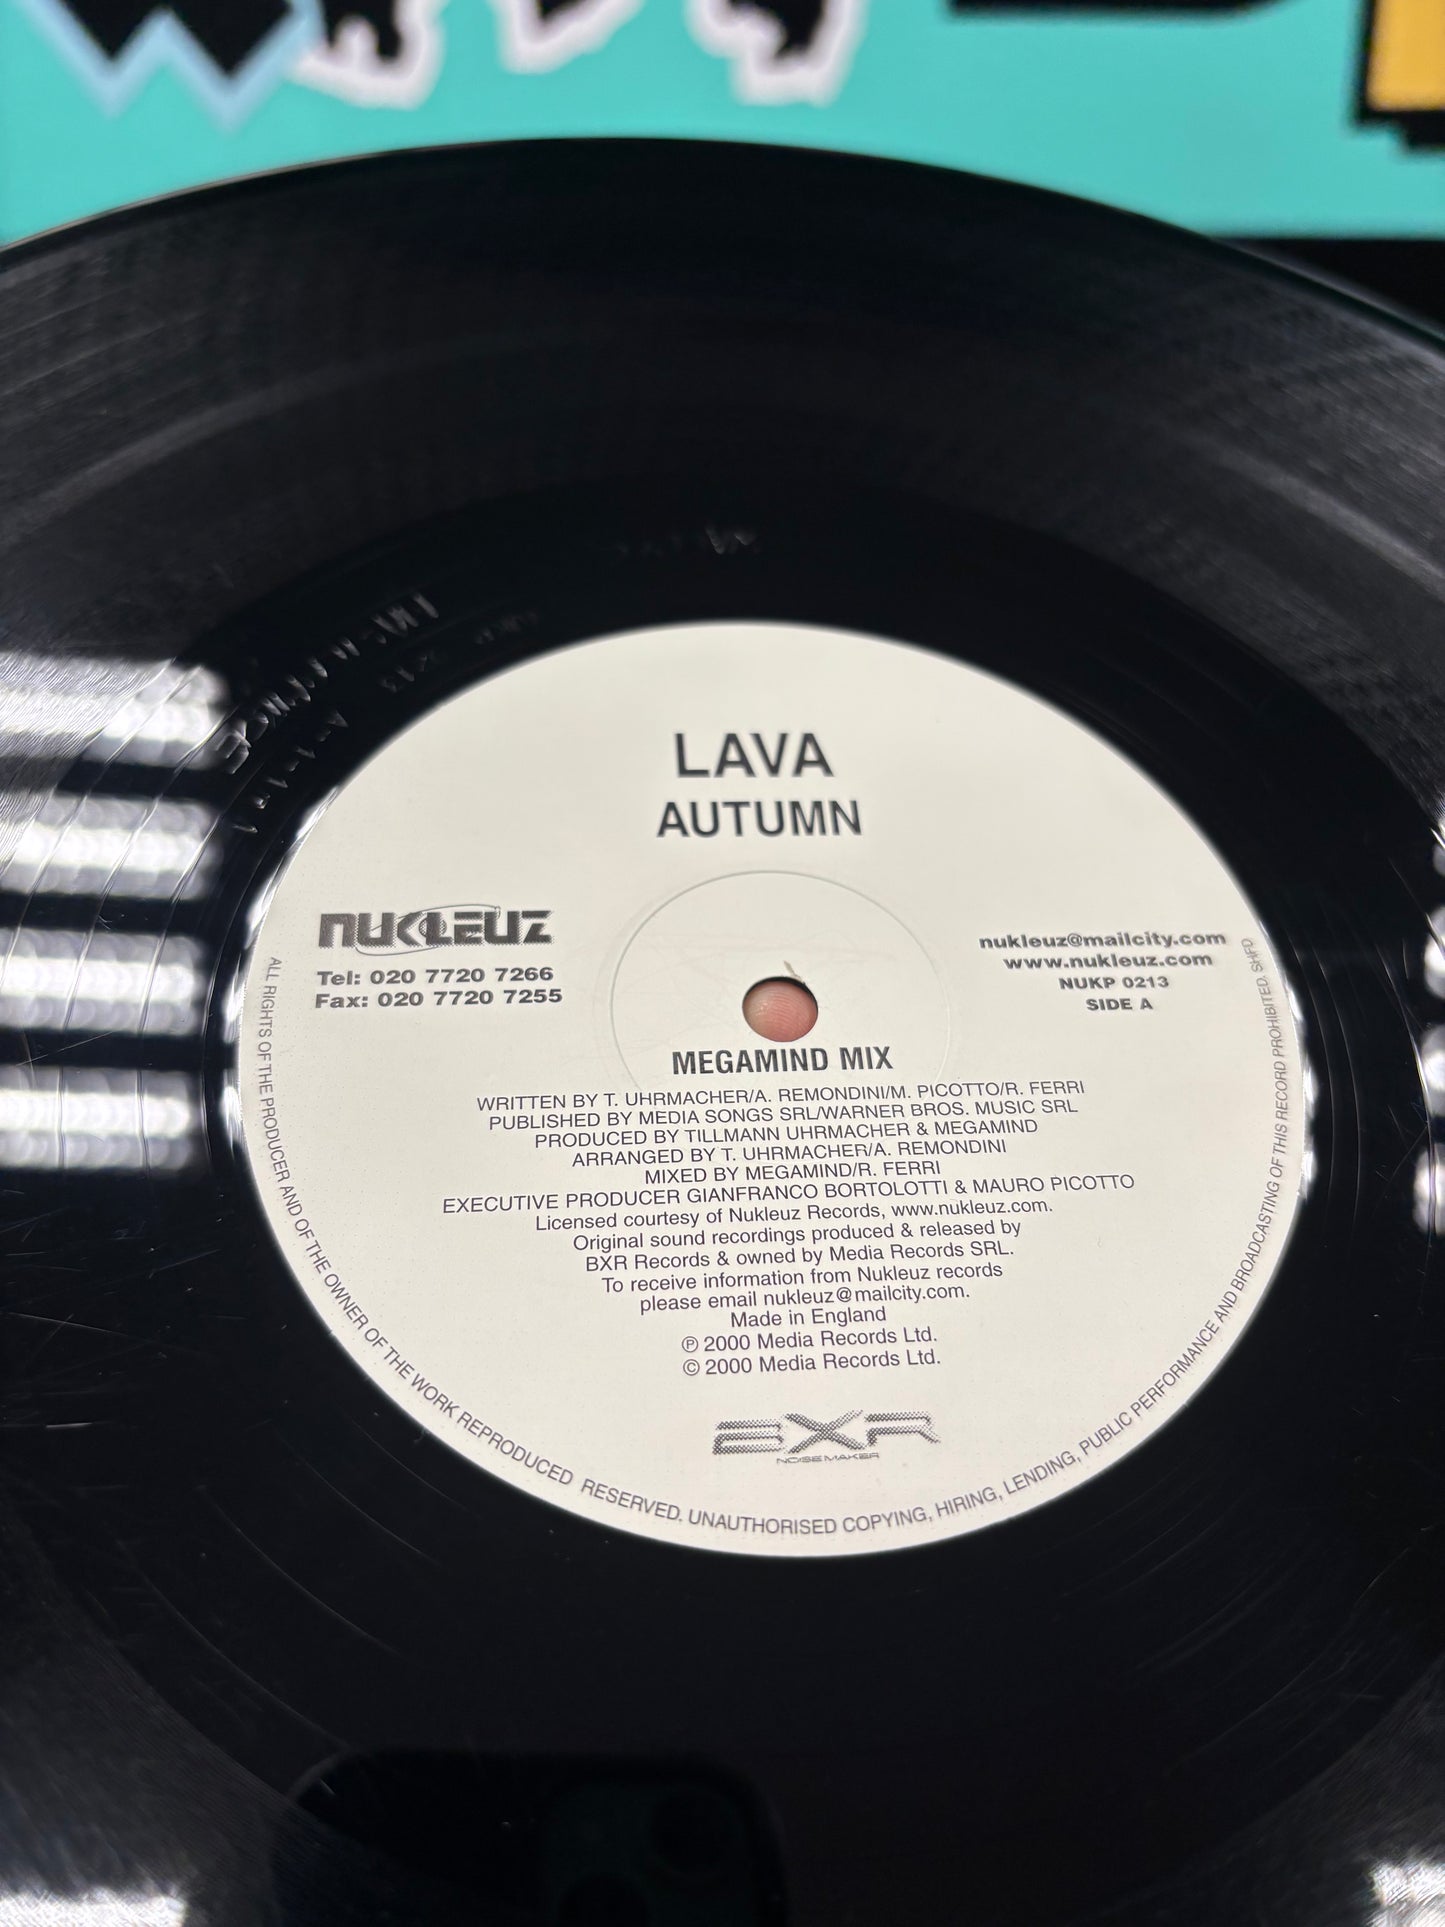 LAVA
AUTUMN
NUKLEUZ
Tel: 020 7720 7266
Fax: 020 7720 7255
nukleuz@mailcity.com
www.nukleuz.com
NUKP 0213
SIDE A
MEGAMIND MIX
WRITTEN BY T. UHRMACHER/A. REMONDINI/M. PICOTTO/R. FERRI
PUBLISHED BY MEDIA SONGS SRL/WARNER BROS. MUSIC SRL
PRODUCED BY TILLMANN UHRMACHER & MEGAMIND
ARRANGED BY T. UHRMACHER/A. REMONDINI
MIXED BY MEGAMIND/R. FERRI
EXECUTIVE PRODUCER GIANFRANCO BORTOLOTTI & MAURO PICOTTO
Licensed courtesy of Nukleuz Records, www.nukleuz.com.
Original sound recordings produced & released by
BXR Records & owned by Media Records SRL.
To receive information from Nukleuz records
please email nukleuz@mailcity.com.
Made in England
℗ 2000 Media Records Ltd.
© 2000 Media Records Ltd.
BXR
NOISE MAKER
ALL RIGHTS OF THE PRODUCER AND OF THE OWNER OF THE WORK REPRODUCED RESERVED. UNAUTHORISED COPYING, HIRING, LENDING, PUBLIC PERFORMANCE AND BROADCASTING OF THIS RECORD PROHIBITED. SHFD